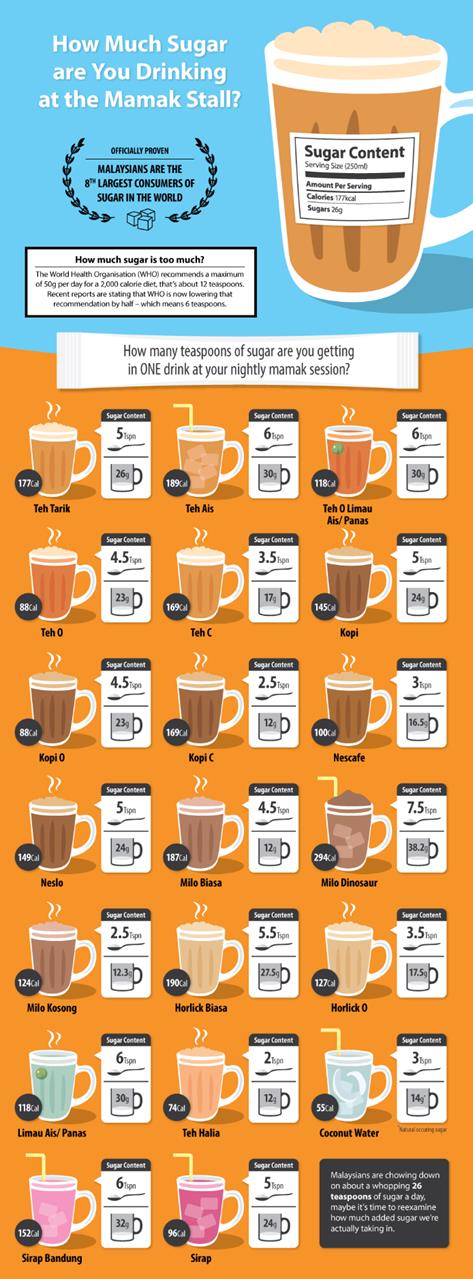 How Much Sugar
are You Drinking
at the Mamak Stall?
OFFICIALLY PROVEN
MALAYSIANS ARE THE
8TH LARGEST CONSUMERS OF
SUGAR IN THE WORLD
Sugar Content
Serving Size (250ml)
Amount Per Serving
Calories 177kcal
Sugars 26g
How much sugar is too much?
The World Health Organisation (WHO) recommends a maximum
of 50g per day for a 2,000 calorie diet, that's about 12 teaspoons.
Recent reports are stating that WHO is now lowering that
recommendation by half – which means 6 teaspoons.
How many teaspoons of sugar are you getting
in ONE drink at your nightly mamak session?
Sugar Content
5Tspn
26g
177Cal
Teh Tarik
Sugar Content
6Tspn
30g
189Cal
Teh Ais
Sugar Content
6Tspn
30g
118Cal
Teh O Limau
Ais/ Panas
Sugar Content
4.5Tspn
23g
88Cal
Teh O
Sugar Content
3.5Tspn
17g
169Cal
Teh C
Sugar Content
5Tspn
24g
145Cal
Kopi
Sugar Content
4.5Tspn
23g
88Cal
Kopi O
Sugar Content
2.5Tspn
12g
169Cal
Kopi C
Sugar Content
3Tspn
16.5g
100Cal
Nescafe
Sugar Content
5Tspn
24g
149Cal
Neslo
Sugar Content
4.5Tspn
12g
187Cal
Milo Biasa
Sugar Content
7.5Tspn
38.2g
294Cal
Milo Dinosaur
Sugar Content
2.5Tspn
12.3g
124Cal
Milo Kosong
Sugar Content
5.5Tspn
27.5g
190Cal
Horlick Biasa
Sugar Content
3.5Tspn
17.5g
127Cal
Horlick O
Sugar Content
6Tspn
30g
118Cal
Limau Ais/ Panas
Sugar Content
2Tspn
12g
74Cal
Teh Halia
Sugar Content
3Tspn
14g*
55Cal
Coconut Water
*Natural occuring sugar
Sugar Content
6Tspn
32g
152Cal
Sirap Bandung
Sugar Content
5Tspn
24g
96Cal
Sirap
Malaysians are chowing down
on about a whopping 26
teaspoons of sugar a day,
maybe it's time to reexamine
how much added sugar we're
actually taking in.